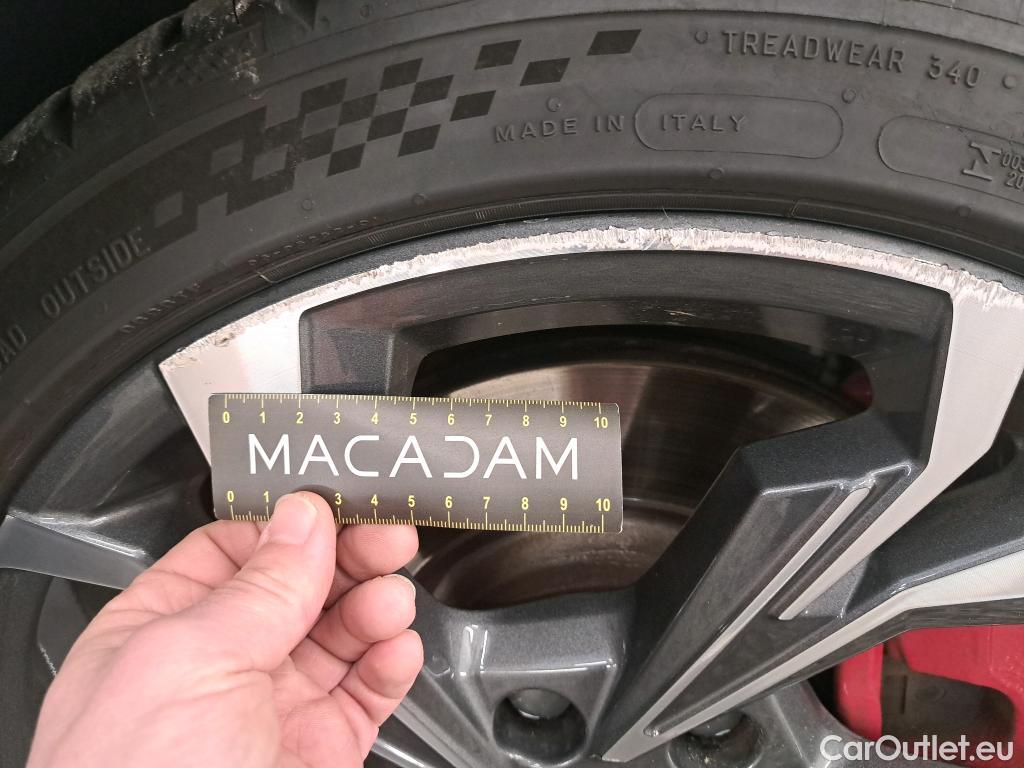 TREADWEAR 340
MADE IN ITALY
OUTSIDE
0 1 2 3 4 5 6 7 8 9 10
MACADAM
0 1 3 4 5 6 7 8 9 10
CarOutlet.eu